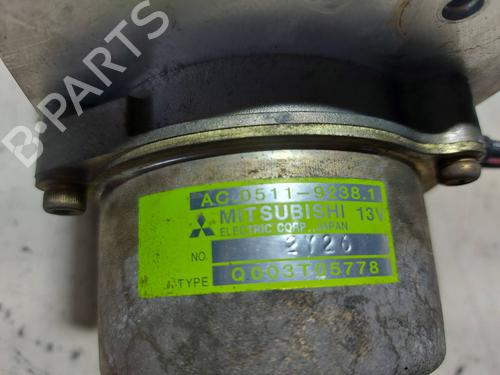 B-PARTS
AC-0511-9238.1
MITSUBISHI 13V
ELECTRIC CORP. JAPAN
NO. 2Y26
TYPE Q003T05778